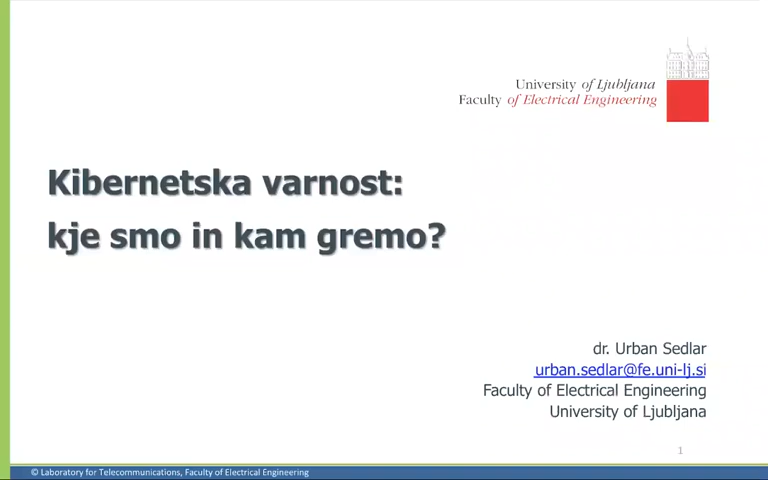 University of Ljubljana
Faculty of Electrical Engineering
Kibernetska varnost:
kje smo in kam gremo?
dr. Urban Sedlar
urban.sedlar@fe.uni-lj.si
Faculty of Electrical Engineering
University of Ljubljana
1
© Laboratory for Telecommunications, Faculty of Electrical Engineering